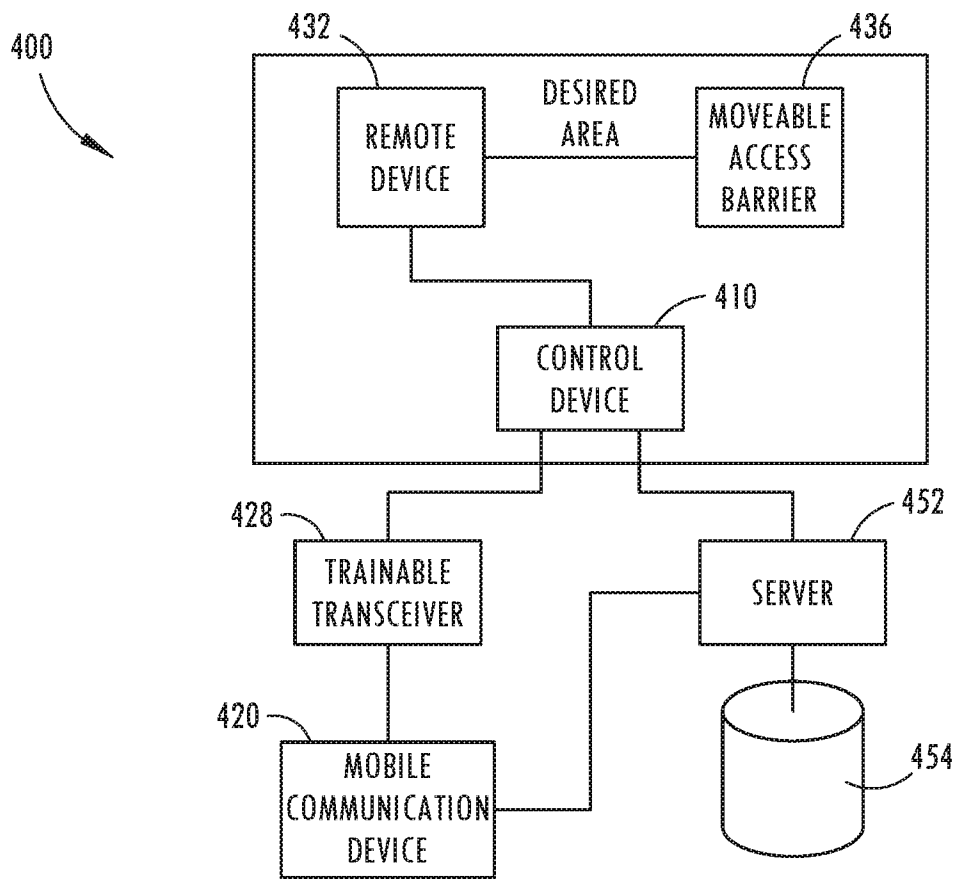 400
432
436
REMOTE
DEVICE
DESIRED
AREA
MOVEABLE
ACCESS
BARRIER
410
CONTROL
DEVICE
428
452
TRAINABLE
TRANSCEIVER
SERVER
420
MOBILE
COMMUNICATION
DEVICE
454